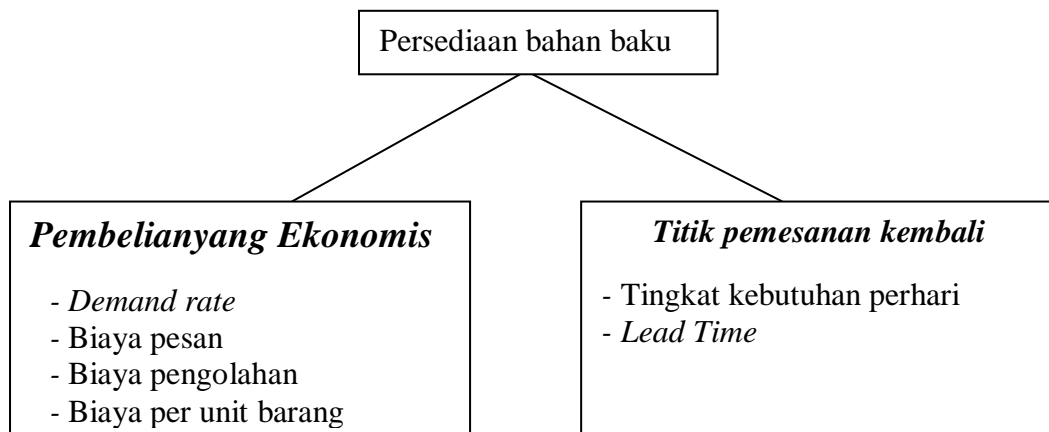 Persediaan bahan baku
Pembelianyang Ekonomis
- Demand rate
- Biaya pesan
- Biaya pengolahan
- Biaya per unit barang
Titik pemesanan kembali
- Tingkat kebutuhan perhari
- Lead Time